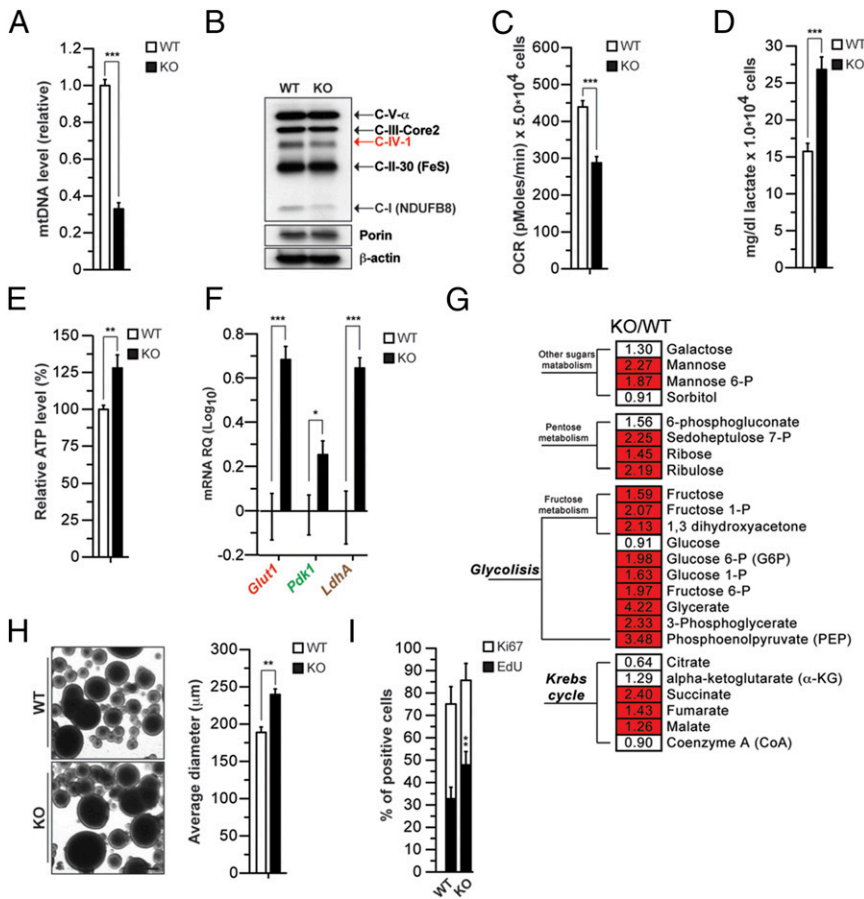 A
mtDNA level (relative)
1.2
1.0
0.8
0.6
0.4
0.2
0
***
WT
KO
B
WT KO
C-V-α
C-III-Core2
C-IV-1
C-II-30 (FeS)
C-I (NDUFB8)
Porin
β-actin
C
OCR (pMoles/min) x 5.0*10⁴ cells
600
500
450
400
300
200
100
0
***
WT
KO
D
mg/dl lactate x 1.0*10⁴ cells
30
25
20
15
10
5
0
***
WT
KO
E
Relative ATP level (%)
150
125
100
75
50
25
0
**
WT
KO
F
mRNA RQ (Log₁₀)
1.0
0.8
0.6
0.4
0.2
0
-0.2
***
*
***
WT
KO
Glut1
Pdk1
LdhA
G
KO/WT
Other sugars
matabolism
1.30 Galactose
2.27 Mannose
1.87 Mannose 6-P
0.91 Sorbitol
Pentose
metabolism
1.56 6-phosphogluconate
2.25 Sedoheptulose 7-P
1.45 Ribose
2.19 Ribulose
Fructose
metabolism
1.59 Fructose
2.07 Fructose 1-P
2.13 1,3 dihydroxyacetone
0.91 Glucose
Glycolisis
1.98 Glucose 6-P (G6P)
1.63 Glucose 1-P
1.97 Fructose 6-P
4.22 Glycerate
2.33 3-Phosphoglycerate
3.48 Phosphoenolpyruvate (PEP)
Krebs
cycle
0.64 Citrate
1.29 alpha-ketoglutarate (α-KG)
2.40 Succinate
1.43 Fumarate
1.26 Malate
0.90 Coenzyme A (CoA)
H
WT
KO
Average diameter (μm)
300
250
200
150
100
50
0
**
WT
KO
I
% of positive cells
100
90
80
70
60
50
40
30
20
10
0
**
Ki67
EdU
WT
KO